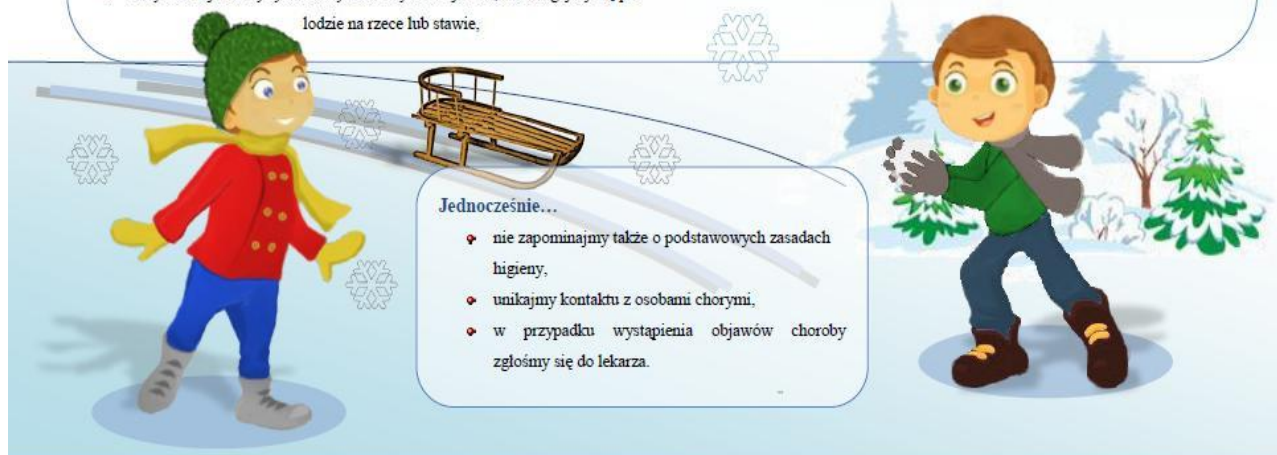 lodzie na rzece lub stawie,
Jednocześnie…
nie zapominajmy także o podstawowych zasadach
higieny,
unikajmy kontaktu z osobami chorymi,
w przypadku wystąpienia objawów choroby
zgłośmy się do lekarza.